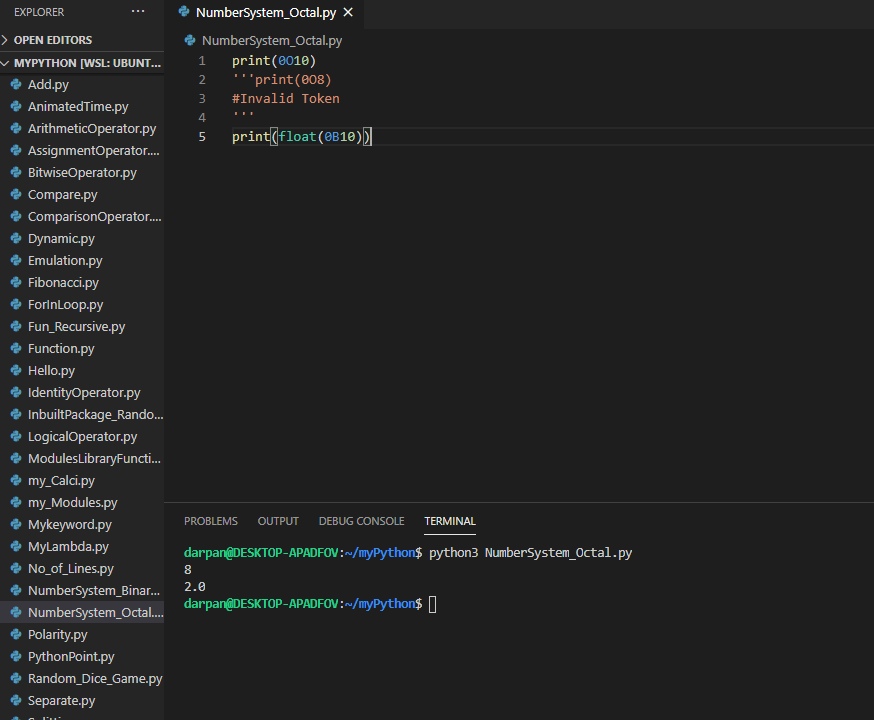 EXPLORER ...
OPEN EDITORS
MYPYTHON [WSL: UBUNT...
Add.py
AnimatedTime.py
ArithmeticOperator.py
AssignmentOperator....
BitwiseOperator.py
Compare.py
ComparisonOperator....
Dynamic.py
Emulation.py
Fibonacci.py
ForInLoop.py
Fun_Recursive.py
Function.py
Hello.py
IdentityOperator.py
InbuiltPackage_Rando...
LogicalOperator.py
ModulesLibraryFuncti...
my_Calci.py
my_Modules.py
Mykeyword.py
MyLambda.py
No_of_Lines.py
NumberSystem_Binar...
NumberSystem_Octal....
Polarity.py
PythonPoint.py
Random_Dice_Game.py
Separate.py
NumberSystem_Octal.py ×
NumberSystem_Octal.py
1 print(0O10)
2 '''print(0O8)
3 #Invalid Token
4 '''
5 print(float(0B10))
PROBLEMS OUTPUT DEBUG CONSOLE TERMINAL
darpan@DESKTOP-APADFOV:~/myPython$ python3 NumberSystem_Octal.py
8
2.0
darpan@DESKTOP-APADFOV:~/myPython$